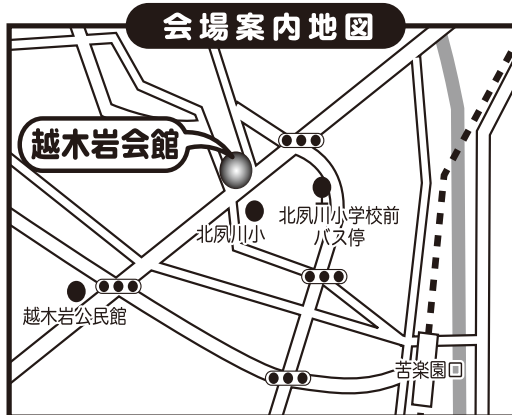 会場案内地図
越木岩会館
北夙川小学校前
バス停
北夙川小
越木岩公民館
苦楽園口